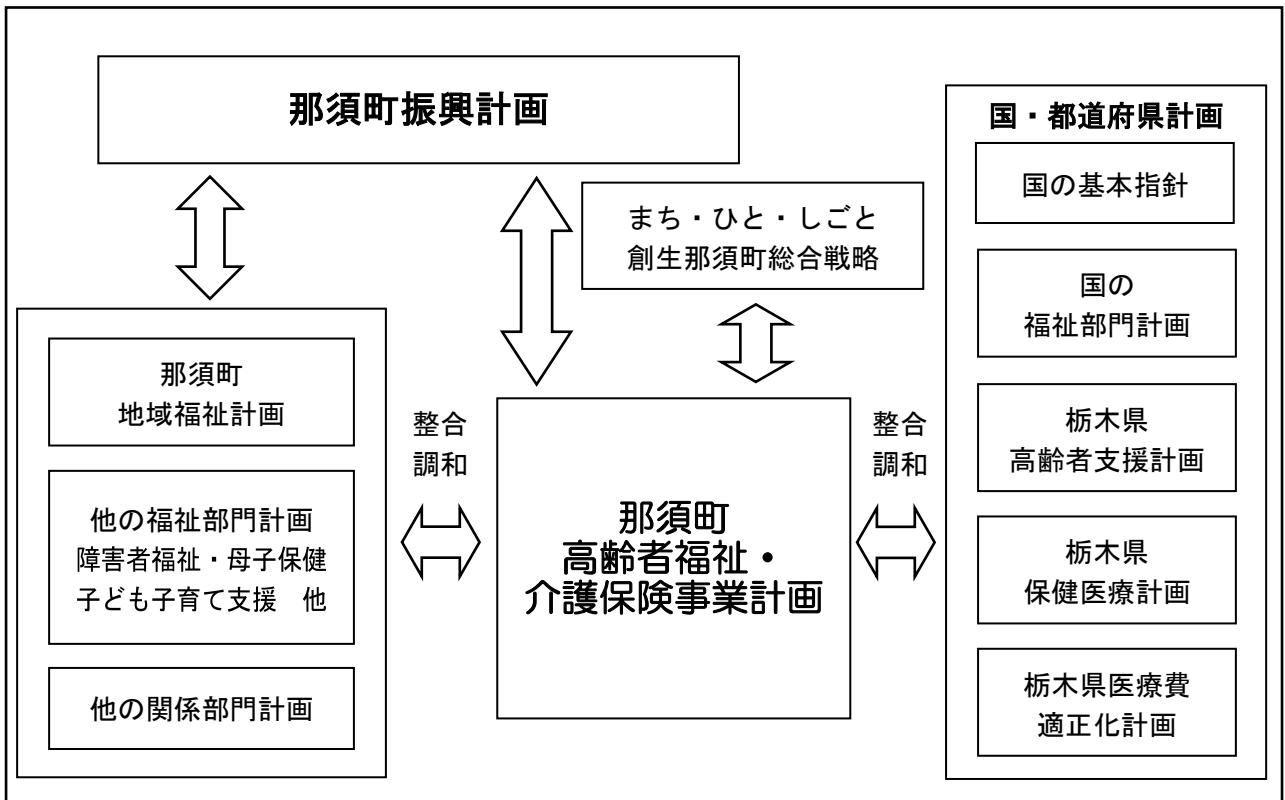 那須町振興計画
まち・ひと・しごと
創生那須町総合戦略
那須町
地域福祉計画
他の福祉部門計画
障害者福祉・母子保健
子ども子育て支援　他
他の関係部門計画
整合
調和
那須町
高齢者福祉・
介護保険事業計画
整合
調和
国・都道府県計画
国の基本指針
国の
福祉部門計画
栃木県
高齢者支援計画
栃木県
保健医療計画
栃木県医療費
適正化計画